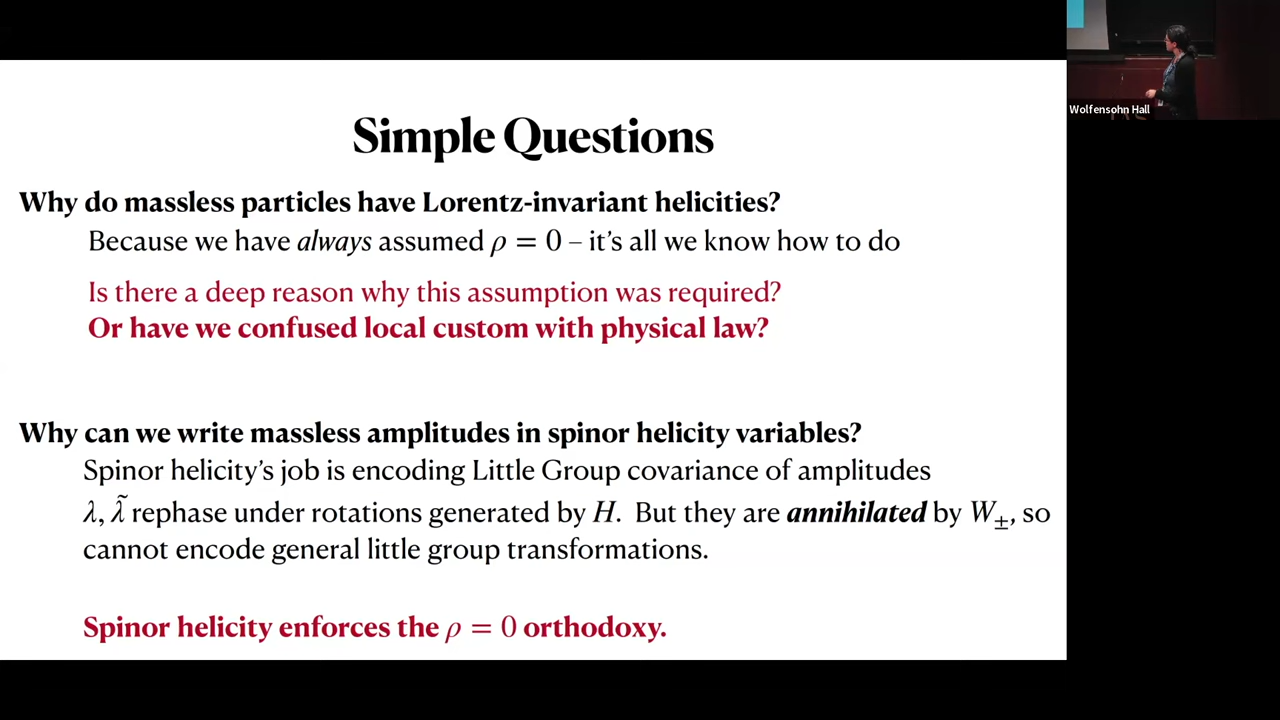 Simple Questions
Why do massless particles have Lorentz-invariant helicities?
Because we have always assumed ρ = 0 – it's all we know how to do
Is there a deep reason why this assumption was required?
Or have we confused local custom with physical law?
Why can we write massless amplitudes in spinor helicity variables?
Spinor helicity's job is encoding Little Group covariance of amplitudes
λ, λ̃ rephase under rotations generated by H. But they are annihilated by W±, so
cannot encode general little group transformations.
Spinor helicity enforces the ρ = 0 orthodoxy.
Wolfensohn Hall